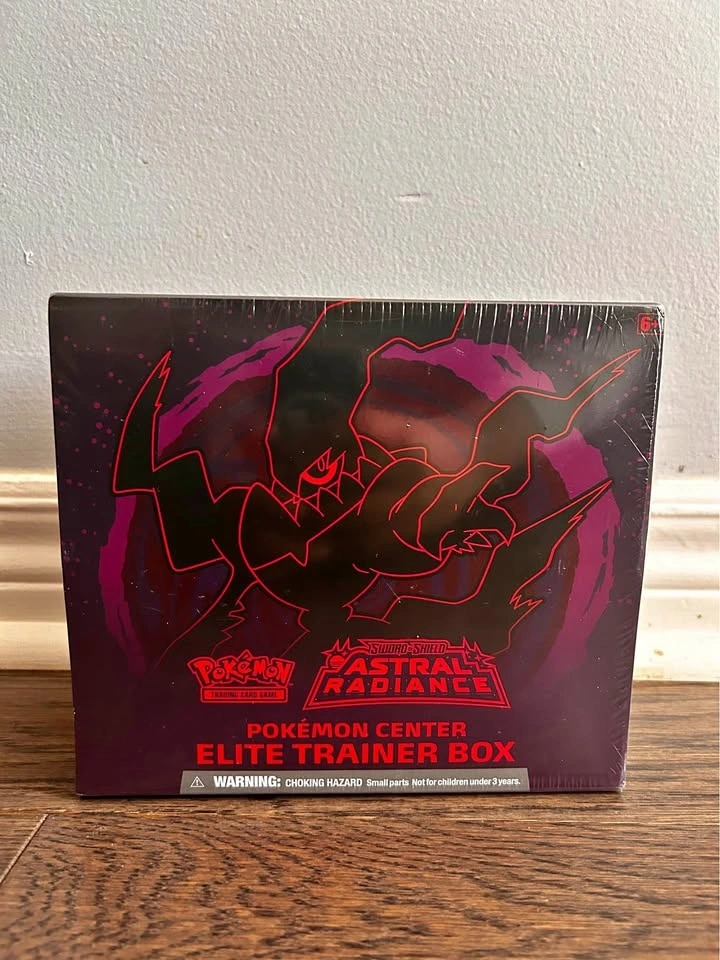 6+
POKÉMON
TRADING CARD GAME
SWORD & SHIELD
ASTRAL
RADIANCE
POKÉMON CENTER
ELITE TRAINER BOX
WARNING: CHOKING HAZARD Small parts Not for children under 3 years.